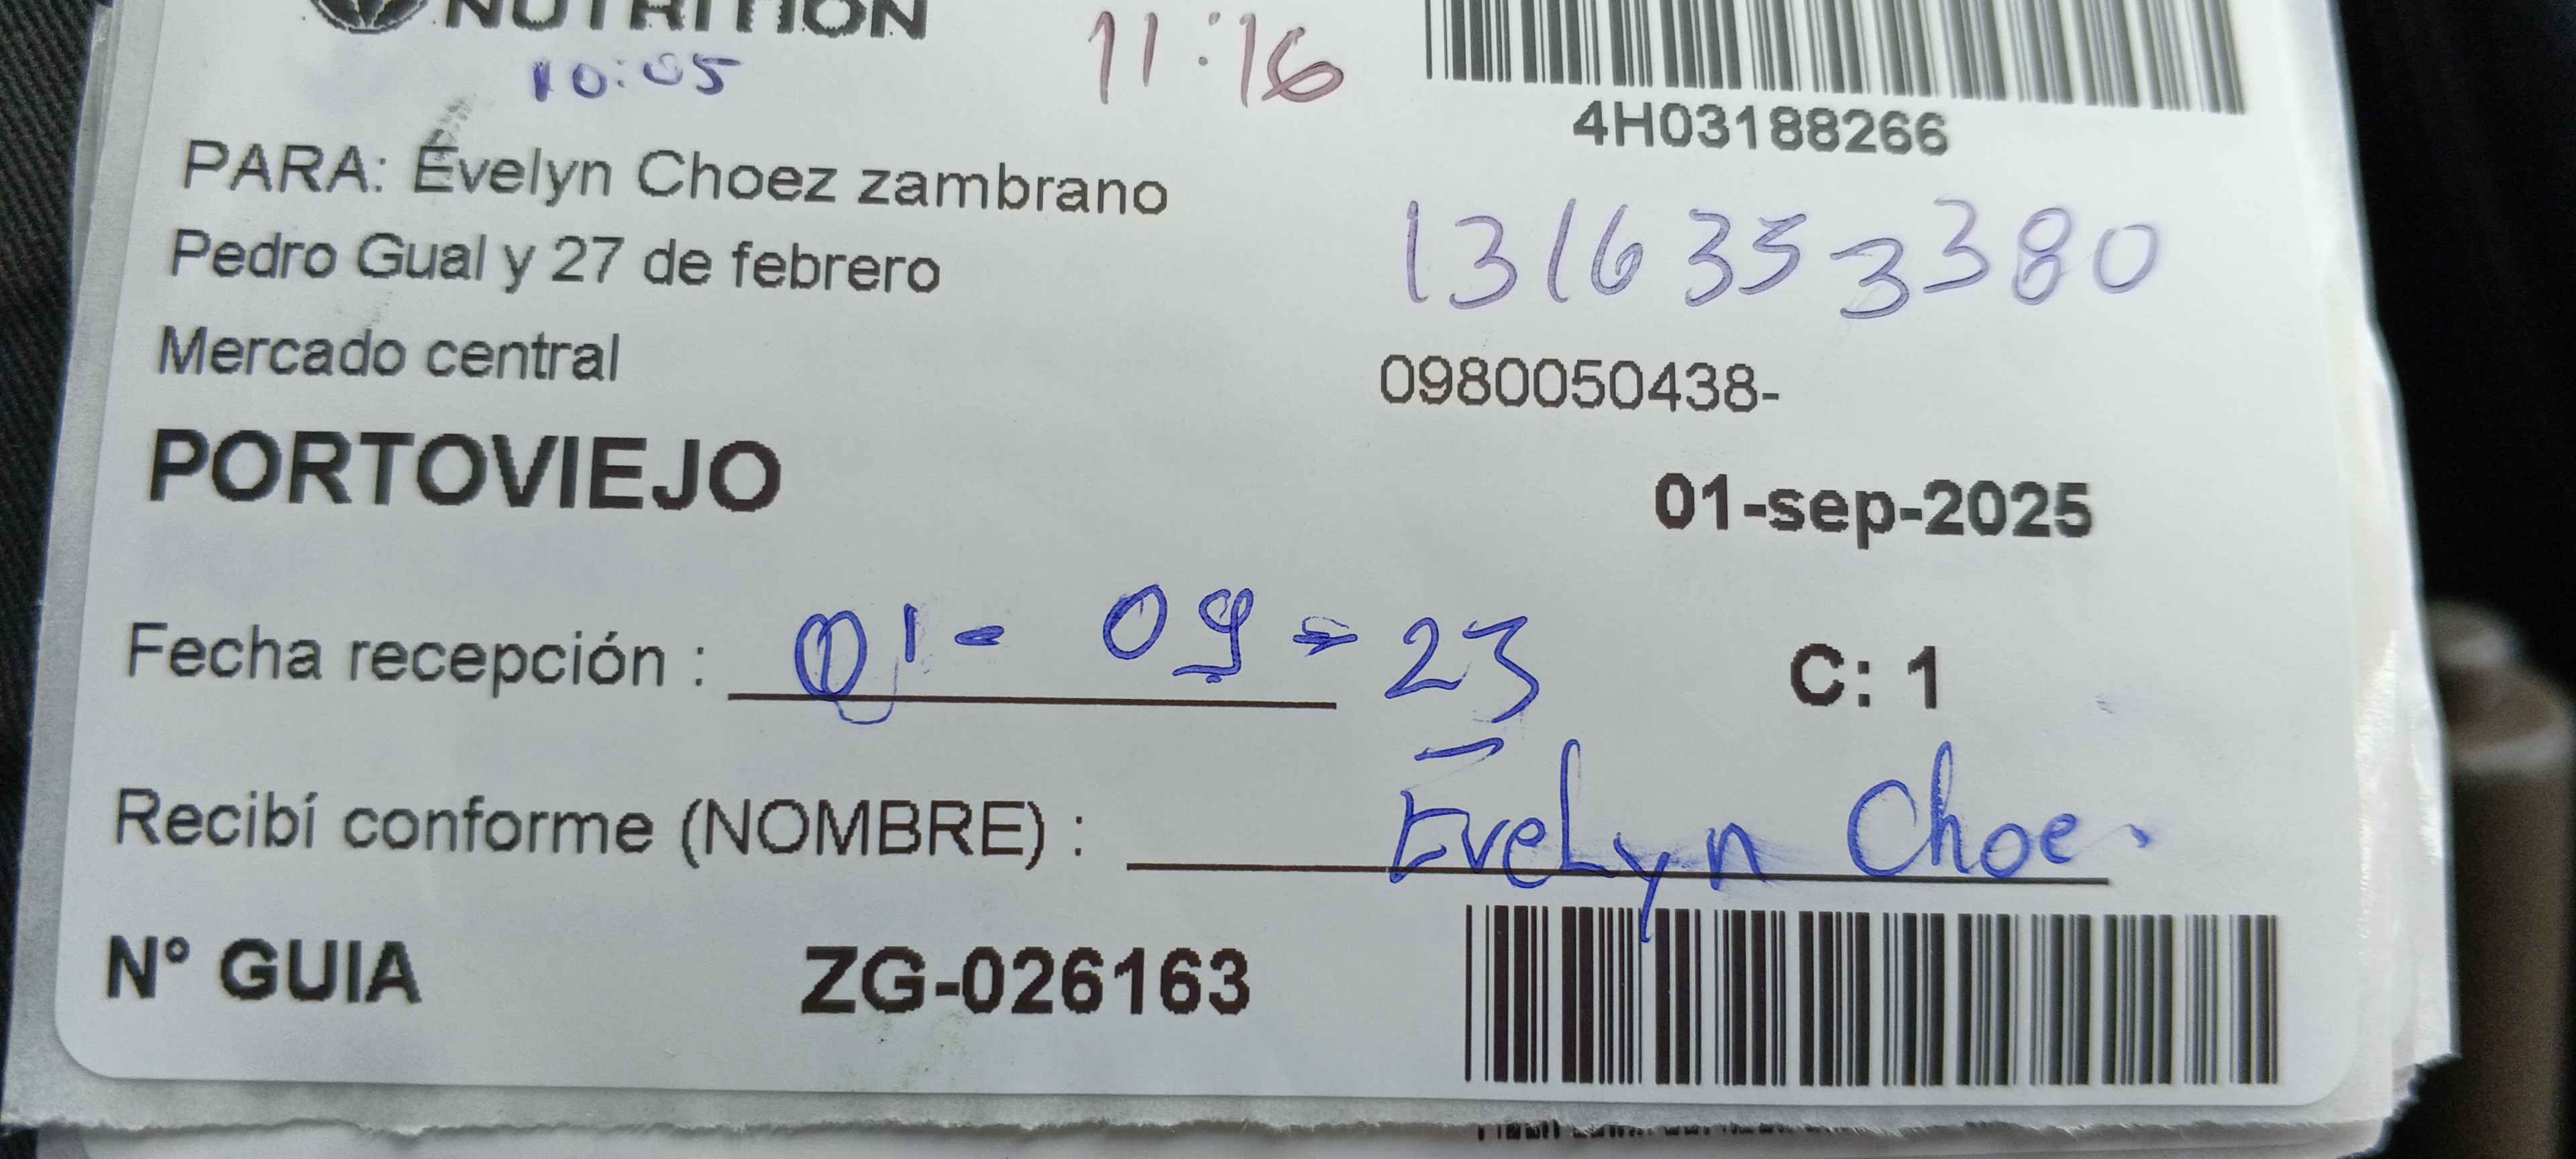 NUTRITION
10:05 11:16
4H03188266
PARA: Evelyn Choez zambrano
Pedro Gual y 27 de febrero
1316353380
Mercado central
0980050438-
PORTOVIEJO
01-sep-2025
Fecha recepción : 01- 09 - 23
C: 1
Recibí conforme (NOMBRE) : Evelyn Choe
N° GUIA ZG-026163